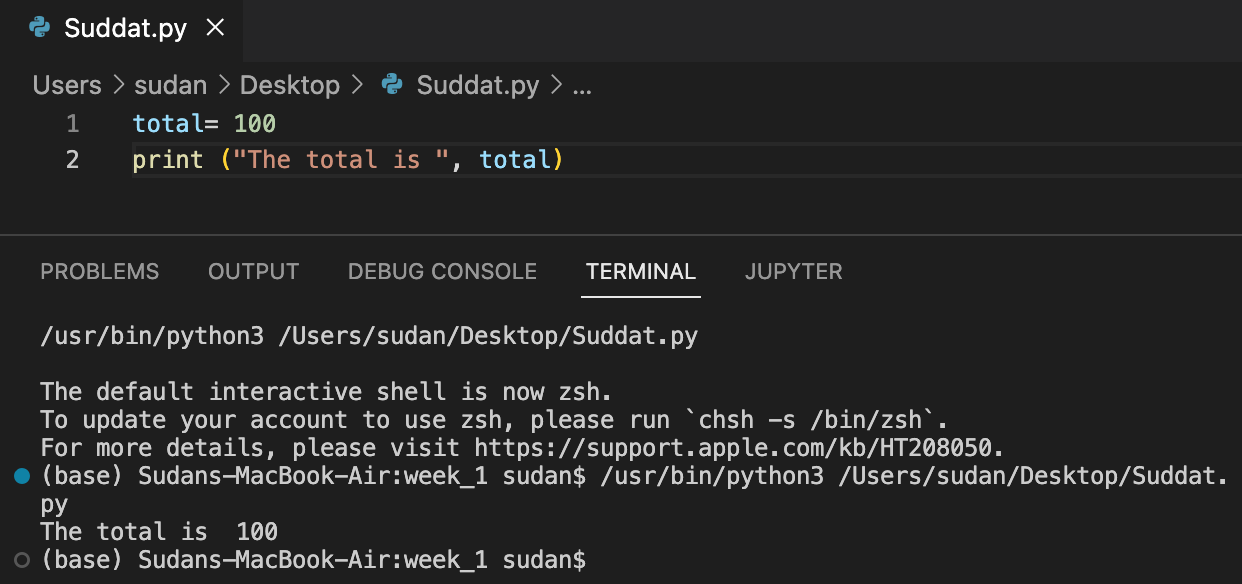 Suddat.py
Users > sudan > Desktop > Suddat.py > ...
1 total= 100
2 print ("The total is ", total)
PROBLEMS OUTPUT DEBUG CONSOLE TERMINAL JUPYTER
/usr/bin/python3 /Users/sudan/Desktop/Suddat.py
The default interactive shell is now zsh.
To update your account to use zsh, please run `chsh -s /bin/zsh`.
For more details, please visit https://support.apple.com/kb/HT208050.
(base) Sudans-MacBook-Air:week_1 sudan$ /usr/bin/python3 /Users/sudan/Desktop/Suddat.
py
The total is  100
(base) Sudans-MacBook-Air:week_1 sudan$